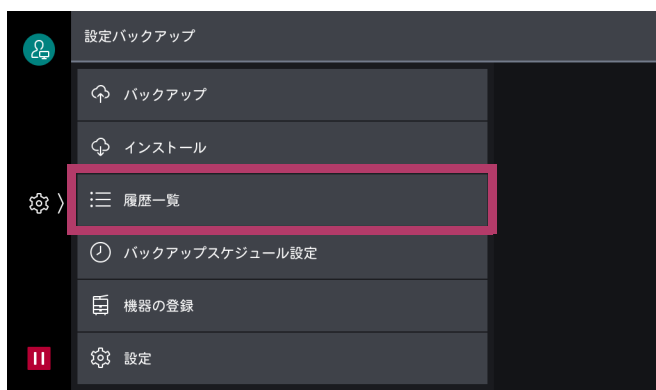 設定バックアップ
バックアップ
インストール
履歴一覧
バックアップスケジュール設定
機器の登録
設定